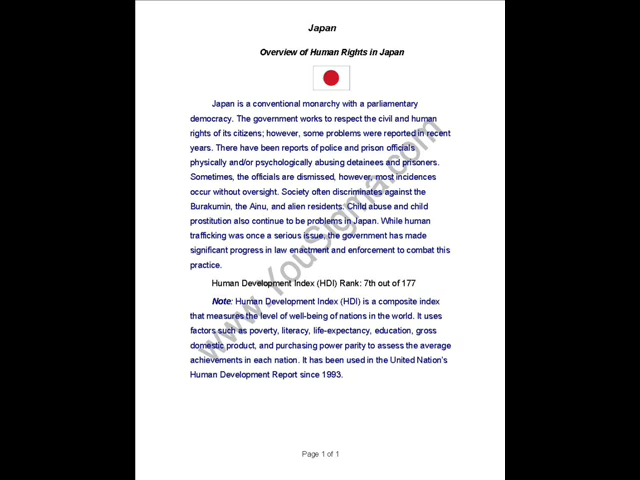 Japan
Overview of Human Rights in Japan
Japan is a conventional monarchy with a parliamentary
democracy. The government works to respect the civil and human
rights of its citizens; however, some problems were reported in recent
years. There have been reports of police and prison officials
physically and/or psychologically abusing detainees and prisoners.
Sometimes, the officials are dismissed, however, most incidences
occur without oversight. Society often discriminates against the
Burakumin, the Ainu, and alien residents. Child abuse and child
prostitution also continue to be problems in Japan. While human
trafficking was once a serious issue, the government has made
significant progress in law enactment and enforcement to combat this
practice.
Human Development Index (HDI) Rank: 7th out of 177
Note: Human Development Index (HDI) is a composite index
that measures the level of well-being of nations in the world. It uses
factors such as poverty, literacy, life-expectancy, education, gross
domestic product, and purchasing power parity to assess the average
achievements in each nation. It has been used in the United Nation's
Human Development Report since 1993.
www.YouSigma.com
Page 1 of 1